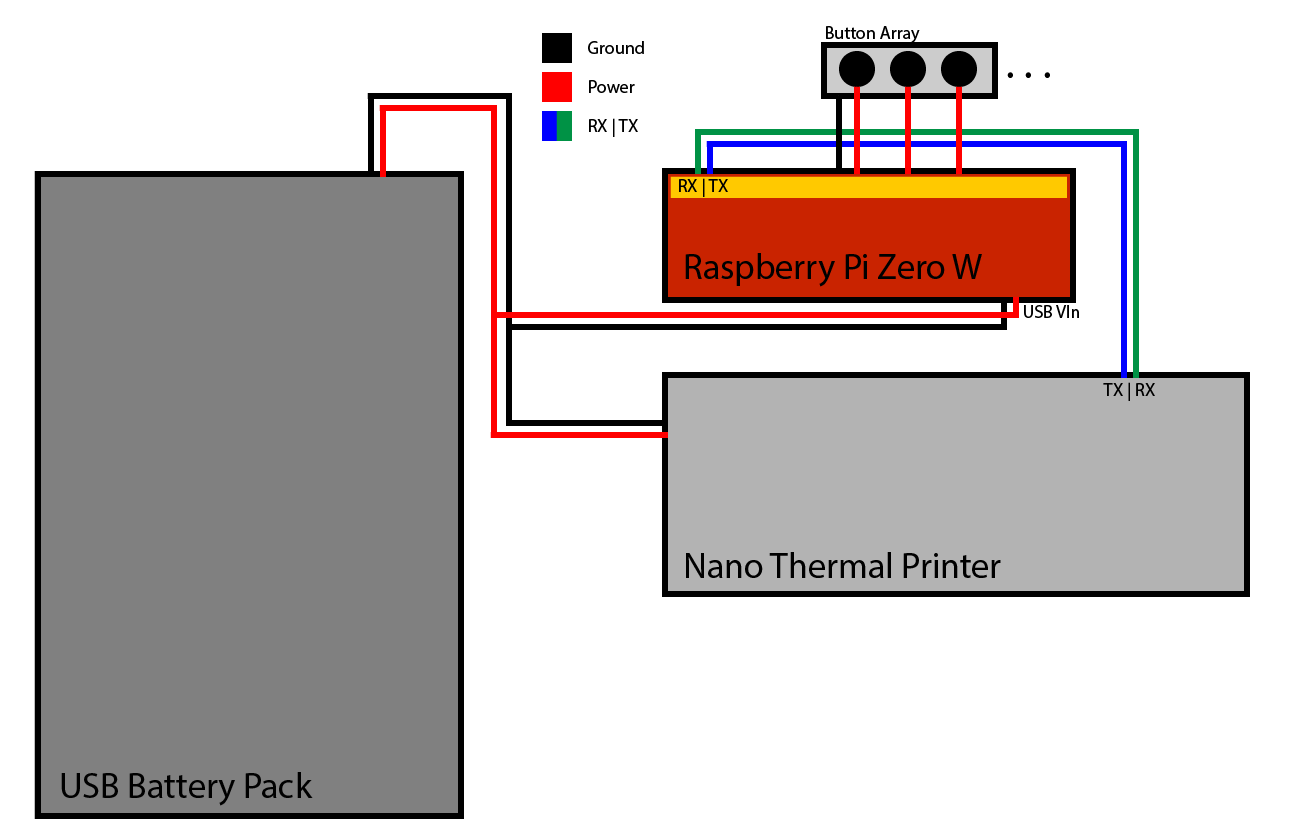 Button Array
Ground
Power
RX | TX
. . .
RX | TX
Raspberry Pi Zero W
USB VIn
TX | RX
Nano Thermal Printer
USB Battery Pack